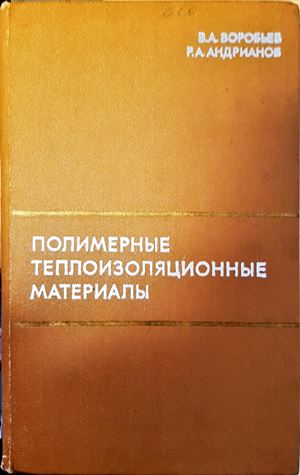 В.А. ВОРОБЬЕВ
Р.А. АНДРИАНОВ
ПОЛИМЕРНЫЕ
ТЕПЛОИЗОЛЯЦИОННЫЕ
МАТЕРИАЛЫ